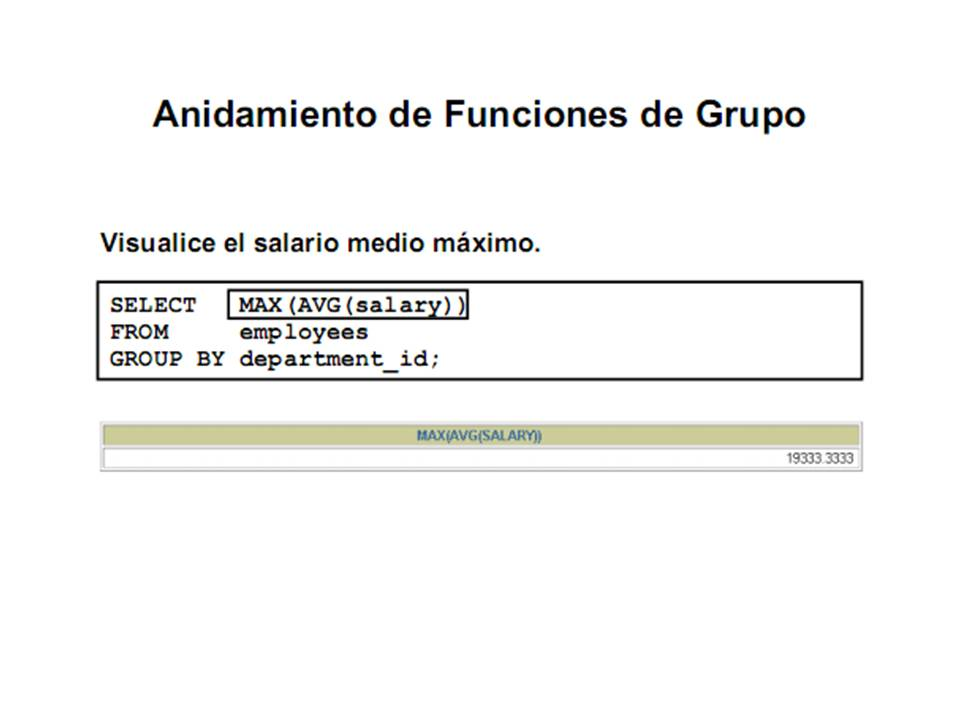 Anidamiento de Funciones de Grupo
Visualice el salario medio máximo.
SELECT MAX(AVG(salary))
FROM employees
GROUP BY department_id;
MAX(AVG(SALARY))
19333.3333